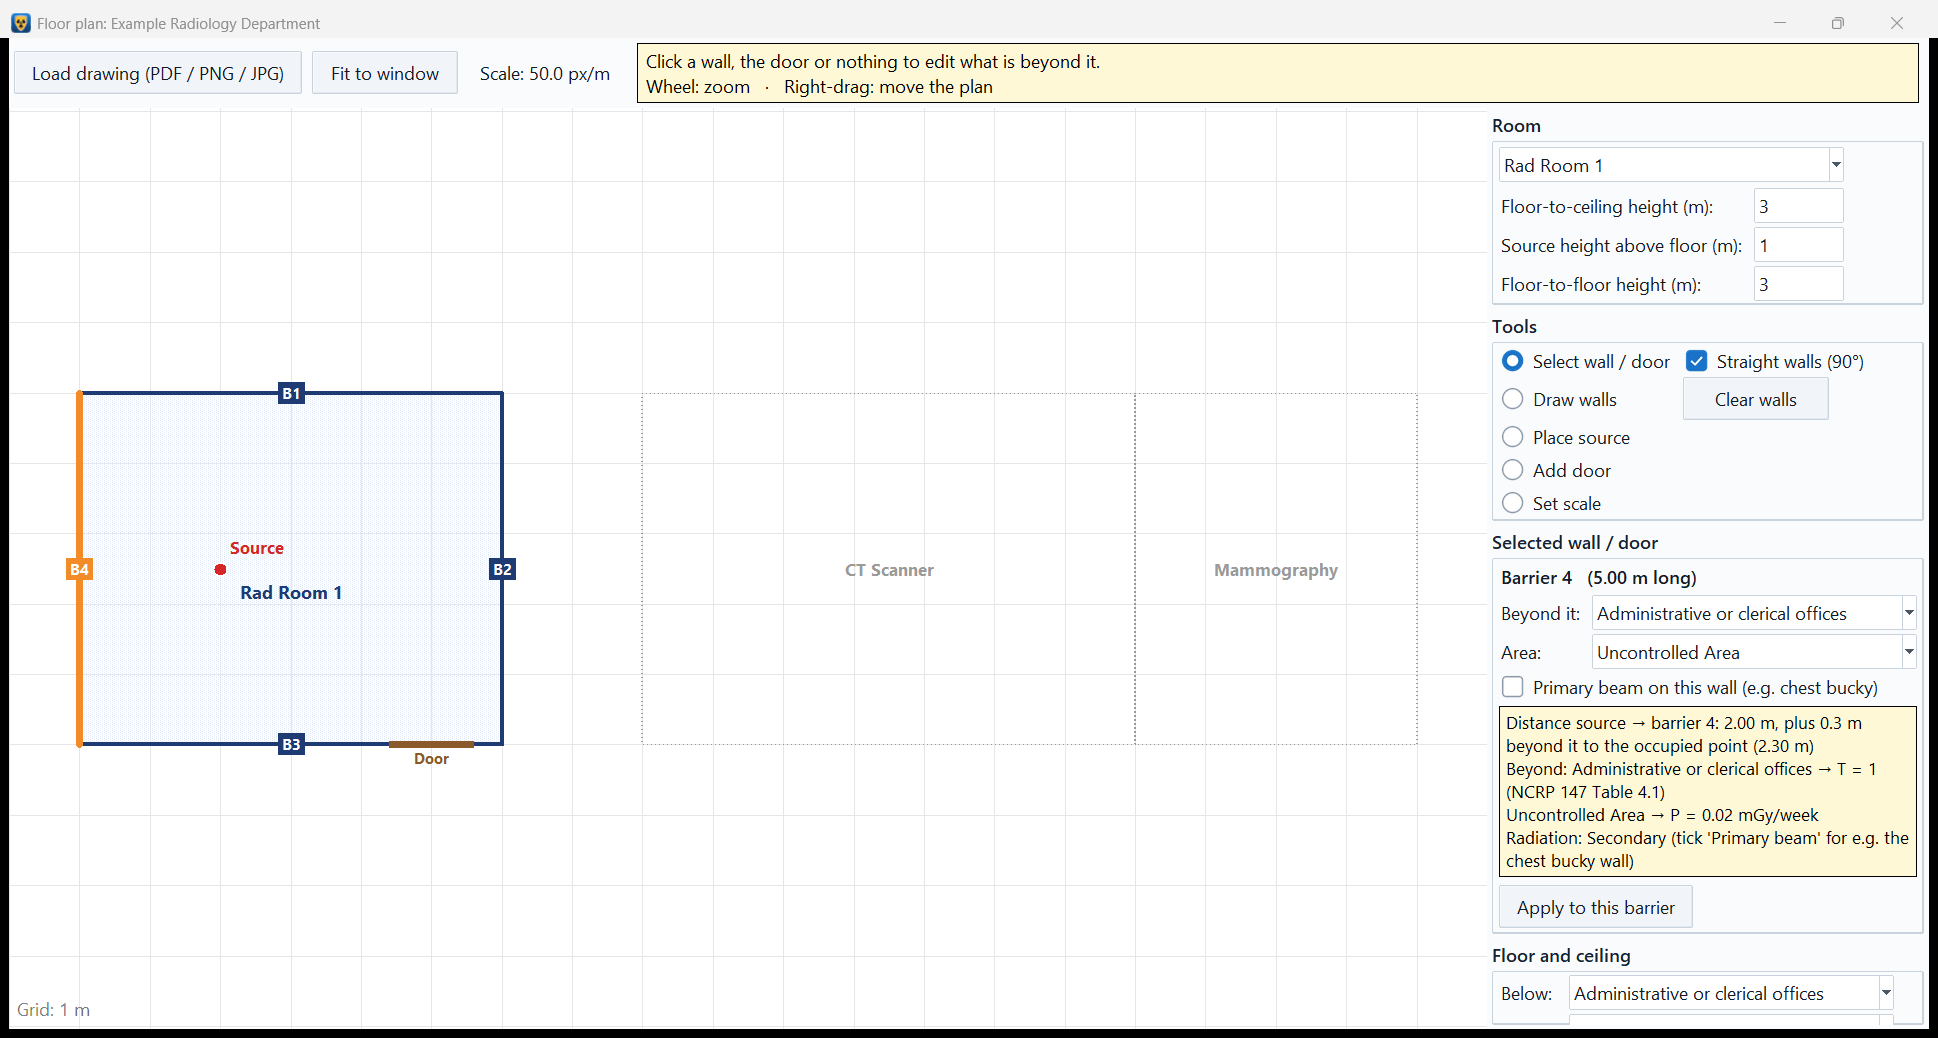 Floor plan: Example Radiology Department
Load drawing (PDF / PNG / JPG)
Fit to window
Scale: 50.0 px/m
Click a wall, the door or nothing to edit what is beyond it.
Wheel: zoom · Right-drag: move the plan
B1
B4
Source
Rad Room 1
B2
B3
Door
CT Scanner
Mammography
Grid: 1 m
Room
Rad Room 1
Floor-to-ceiling height (m): 3
Source height above floor (m): 1
Floor-to-floor height (m): 3
Tools
Select wall / door
Straight walls (90°)
Draw walls
Clear walls
Place source
Add door
Set scale
Selected wall / door
Barrier 4 (5.00 m long)
Beyond it: Administrative or clerical offices
Area: Uncontrolled Area
Primary beam on this wall (e.g. chest bucky)
Distance source → barrier 4: 2.00 m, plus 0.3 m
beyond it to the occupied point (2.30 m)
Beyond: Administrative or clerical offices → T = 1
(NCRP 147 Table 4.1)
Uncontrolled Area → P = 0.02 mGy/week
Radiation: Secondary (tick 'Primary beam' for e.g. the
chest bucky wall)
Apply to this barrier
Floor and ceiling
Below: Administrative or clerical offices